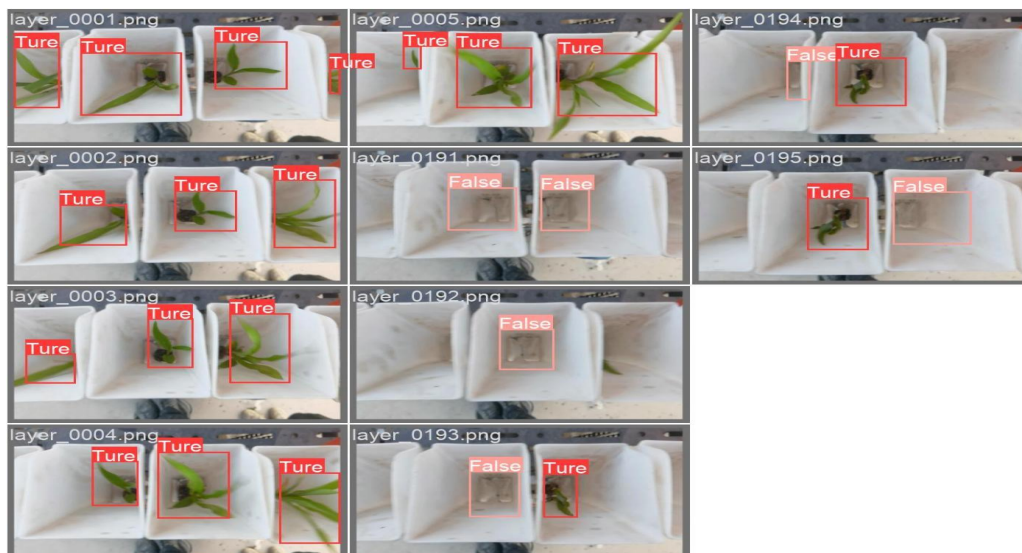 layer_0001.png
Ture
Ture
Ture
Ture
layer_0005.png
Ture
Ture
Ture
layer_0194.png
False
Ture
layer_0002.png
Ture
Ture
Ture
layer_0191.png
False
False
layer_0195.png
Ture
False
layer_0003.png
Ture
Ture
Ture
layer_0192.png
False
layer_0004.png
Ture
Ture
Ture
layer_0193.png
False
Ture